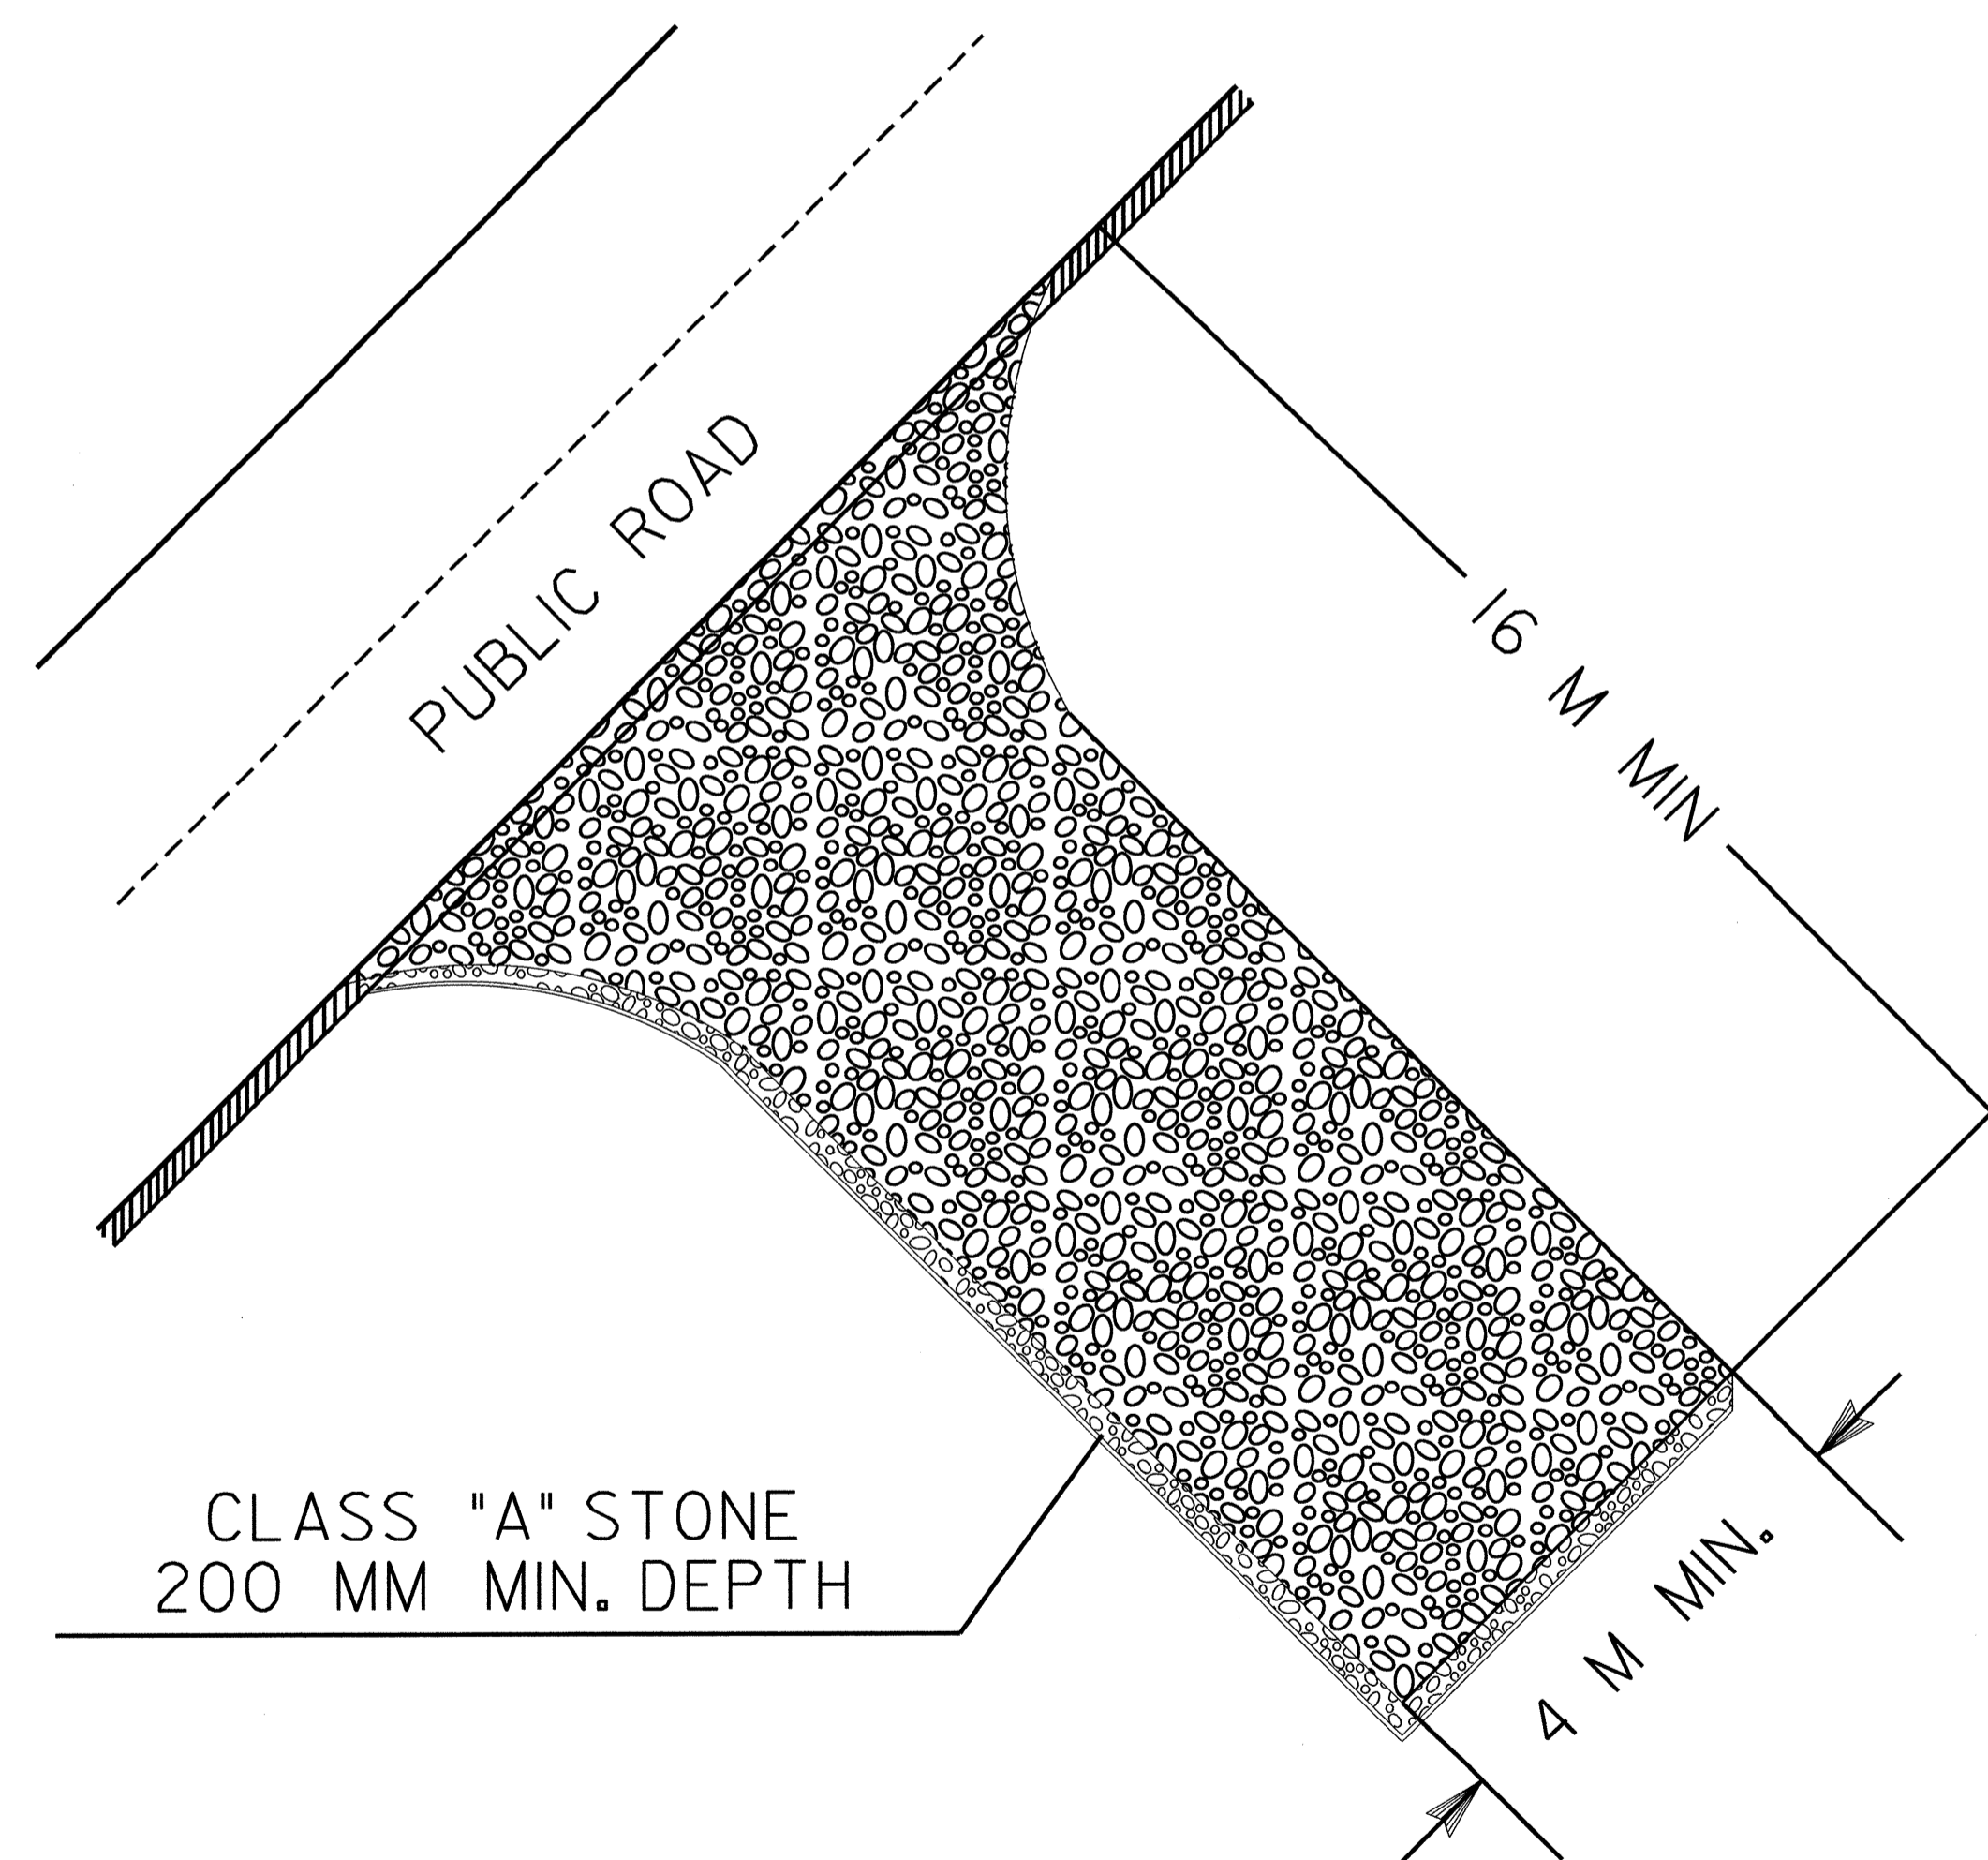 PUBLIC ROAD
16 M MIN
CLASS "A" STONE
200 MM MIN. DEPTH
4 M MIN.